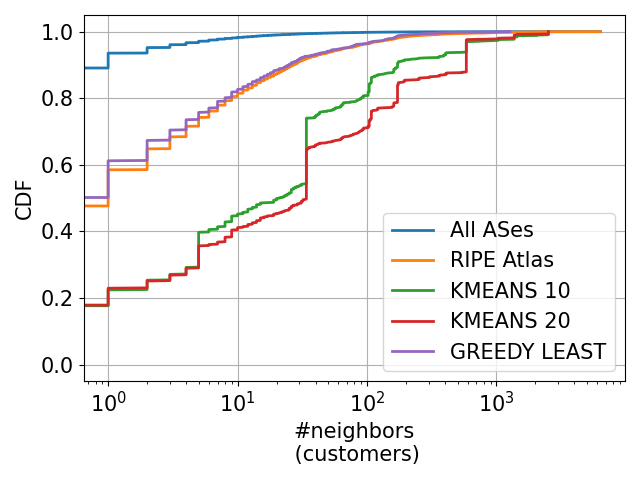 1.0
0.8
0.6
0.4
0.2
0.0
CDF
10^0
10^1
10^2
10^3
#neighbors
(customers)
All ASes
RIPE Atlas
KMEANS 10
KMEANS 20
GREEDY LEAST